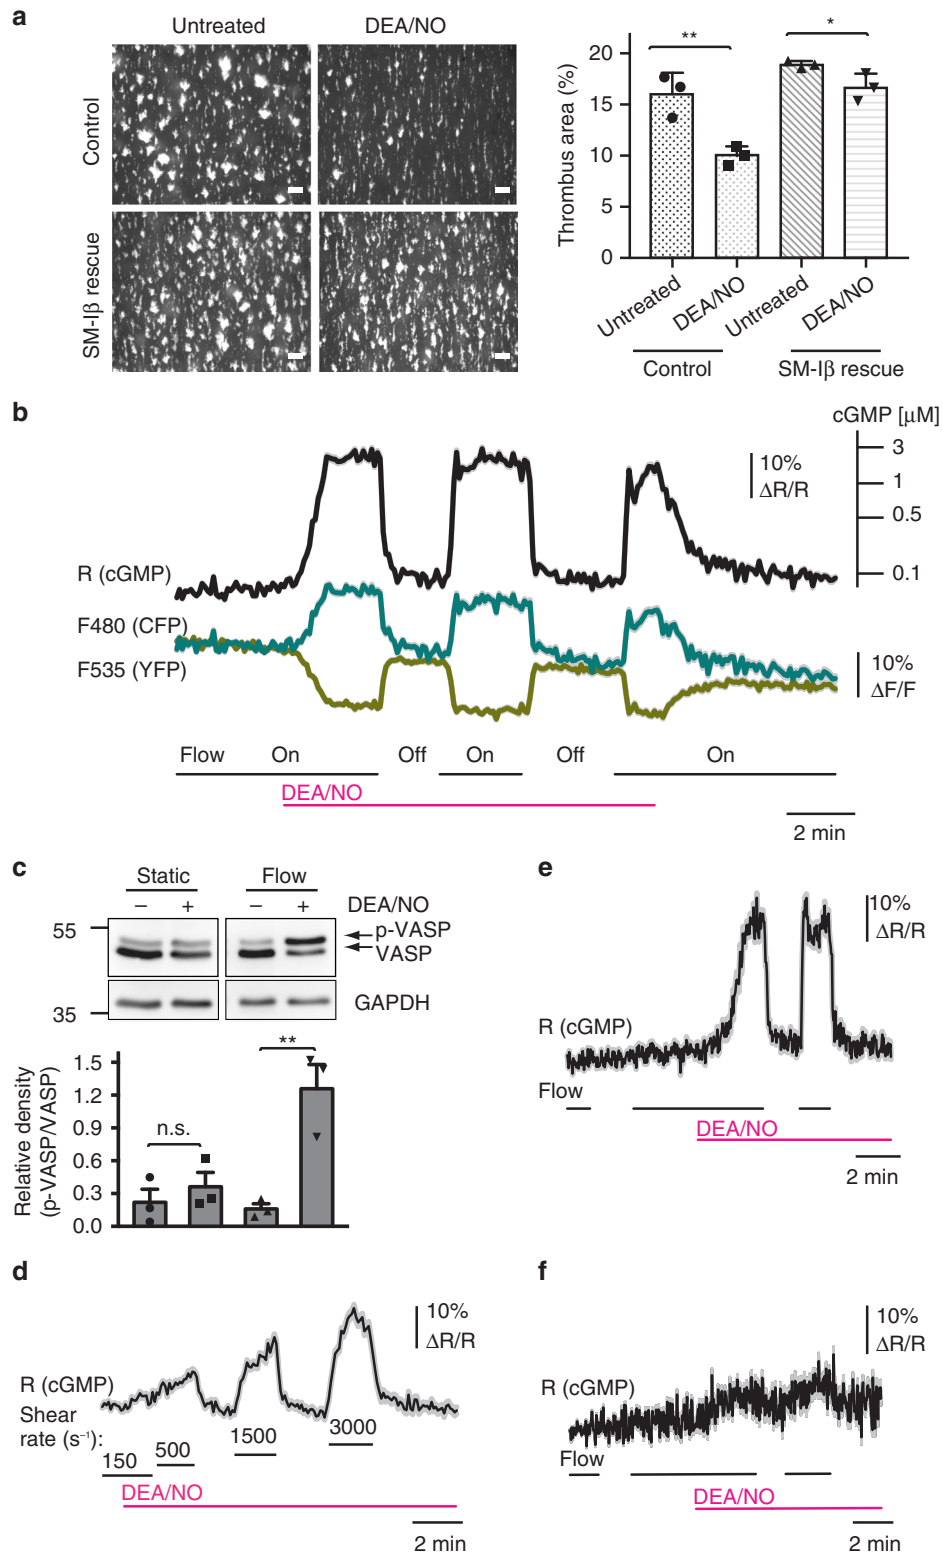 a
Untreated
DEA/NO
Control
SM-Iβ rescue
Thrombus area (%)
20
15
10
5
0
** *
Untreated
DEA/NO
Untreated
DEA/NO
Control
SM-Iβ rescue
b
cGMP [µM]
3
1
0.5
0.1
10%
ΔR/R
R (cGMP)
F480 (CFP)
F535 (YFP)
10%
ΔF/F
Flow On Off On Off On
DEA/NO
2 min
c
Static Flow
– + – + DEA/NO
55
p-VASP
VASP
GAPDH
35
Relative density
(p-VASP/VASP)
1.5
1.2
0.9
0.6
0.3
0.0
n.s.
**
d
10%
ΔR/R
R (cGMP)
Shear
rate (s⁻¹):
150
500
1500
3000
DEA/NO
2 min
e
10%
ΔR/R
R (cGMP)
Flow
DEA/NO
2 min
f
10%
ΔR/R
R (cGMP)
Flow
DEA/NO
2 min